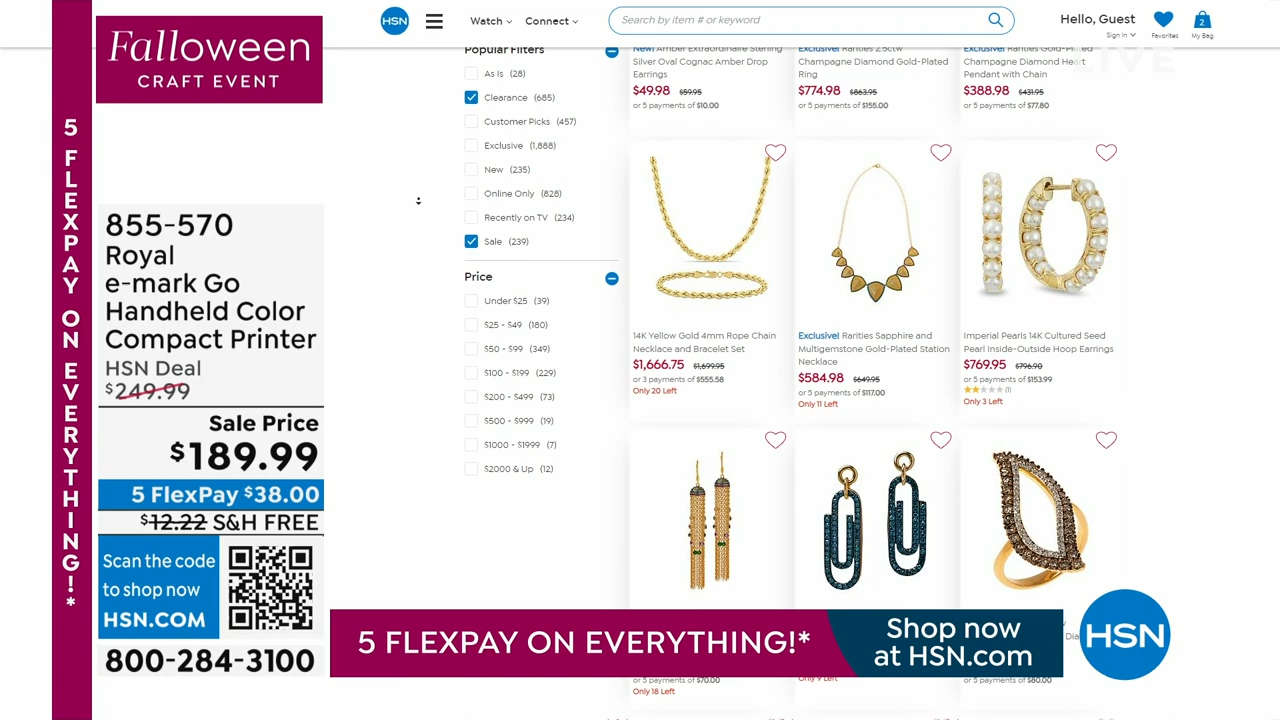 Falloween
CRAFT EVENT
5 FLEXPAY ON EVERYTHING!*
855-570
Royal
e-mark Go
Handheld Color
Compact Printer
HSN Deal
$249.99
Sale Price
$189.99
5 FlexPay $38.00
$12.22 S&H FREE
Scan the code
to shop now
HSN.COM
800-284-3100
HSN
Watch
Connect
Search by item # or keyword
Hello, Guest
Sign In
Favorites
2
My Bag
LIVE
Popular Filters
As Is (28)
Clearance (685)
Customer Picks (457)
Exclusive (1,888)
New (235)
Online Only (828)
Recently on TV (234)
Sale (239)
Price
Under $25 (39)
$25 - $49 (180)
$50 - $99 (349)
$100 - $199 (229)
$200 - $499 (73)
$500 - $999 (19)
$1000 - $1999 (7)
$2000 & Up (12)
New! Amber Extraordinaire Sterling
Silver Oval Cognac Amber Drop
Earrings
$49.98 $59.95
or 5 payments of $10.00
Exclusive! Rarities 2.5ctw
Champagne Diamond Gold-Plated
Ring
$774.98 $863.95
or 5 payments of $155.00
Exclusive! Rarities Gold-Plated
Champagne Diamond Heart
Pendant with Chain
$388.98 $431.95
or 5 payments of $77.80
14K Yellow Gold 4mm Rope Chain
Necklace and Bracelet Set
$1,666.75 $1,699.95
or 3 payments of $555.58
Only 20 Left
Exclusive! Rarities Sapphire and
Multigemstone Gold-Plated Station
Necklace
$584.98 $649.95
or 5 payments of $117.00
Only 11 Left
Imperial Pearls 14K Cultured Seed
Pearl Inside-Outside Hoop Earrings
$769.95 $796.90
or 5 payments of $153.99
(1)
Only 3 Left
or 5 payments of $70.00
Only 18 Left
Only 9 Left
or 5 payments of $80.00
5 FLEXPAY ON EVERYTHING!*
Shop now
at HSN.com
HSN